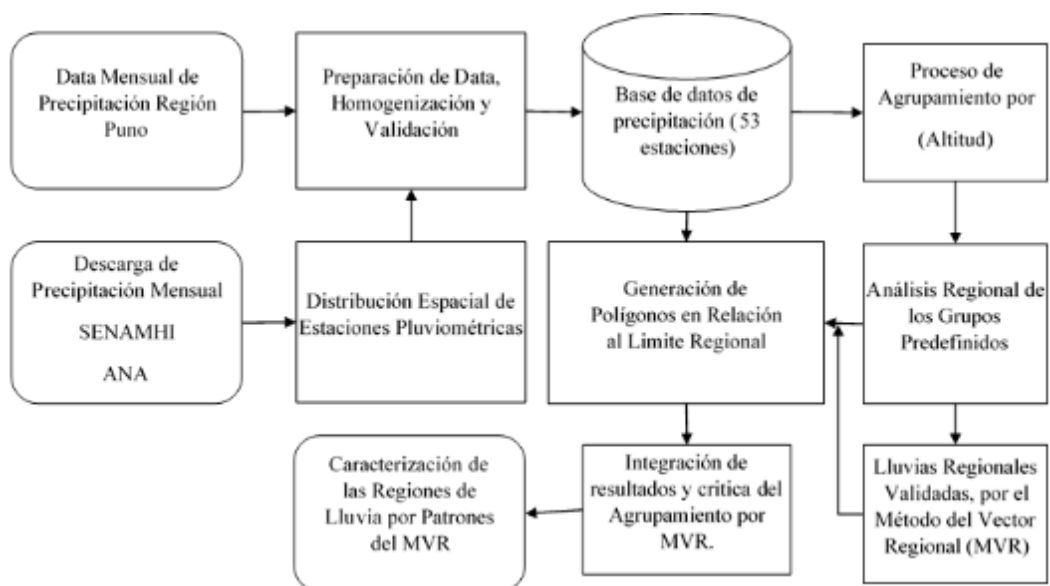 Data Mensual de
Precipitación Región
Puno
Preparación de Data,
Homogenización y
Validación
Base de datos de
precipitación (53
estaciones)
Proceso de
Agrupamiento por
(Altitud)
Descarga de
Precipitación Mensual
SENAMHI
ANA
Distribución Espacial de
Estaciones Pluviométricas
Generación de
Polígonos en Relación
al Limite Regional
Análisis Regional de
los Grupos
Predefinidos
Caracterización de
las Regiones de
Lluvia por Patrones
del MVR
Integración de
resultados y critica del
Agrupamiento por
MVR.
Lluvias Regionales
Validadas, por el
Método del Vector
Regional (MVR)